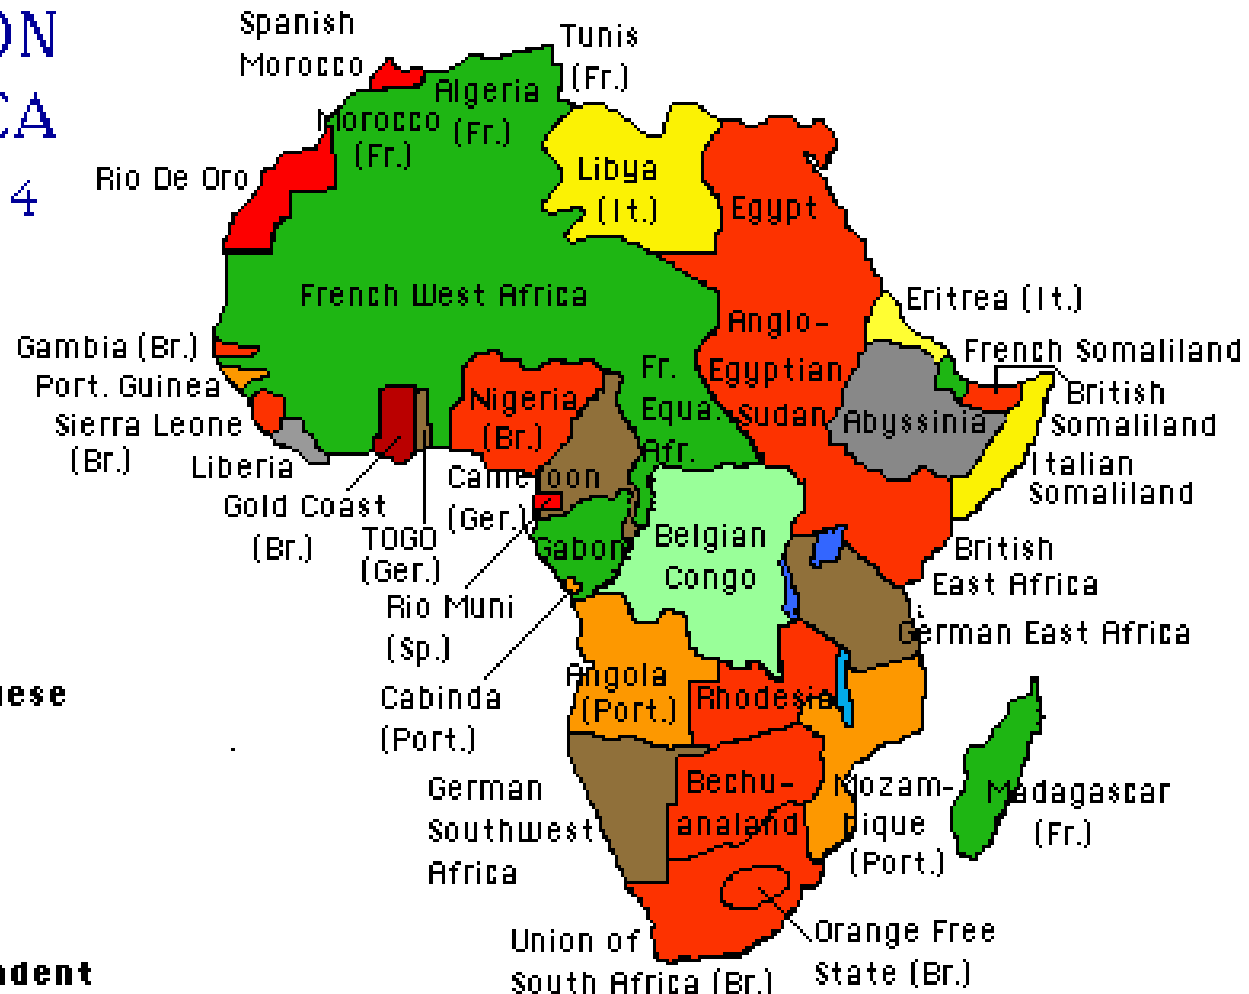 ON
CA
4
Spanish
Morocco
Tunis
(Fr.)
Algeria
(Fr.)
Morocco
(Fr.)
Rio De Oro
Libya
(It.)
Egypt
French West Africa
Eritrea (It.)
Anglo-
Egyptian
Sudan
Gambia (Br.)
Port. Guinea
Sierra Leone
(Br.)
Liberia
Gold Coast
(Br.)
TOGO
(Ger.)
Nigeria
(Br.)
Fr.
Equa.
Afr.
French Somaliland
British
Somaliland
Abyssinia
Italian
Somaliland
Cameroon
(Ger.)
Gabon
Rio Muni
(Sp.)
Cabinda
(Port.)
Belgian
Congo
British
East Africa
German East Africa
Angola
(Port.)
Rhodesia
German
Southwest
Africa
Bechu-
analand
Mozam-
bique
(Port.)
Madagascar
(Fr.)
Union of
South Africa (Br.)
Orange Free
State (Br.)
uese
ndent